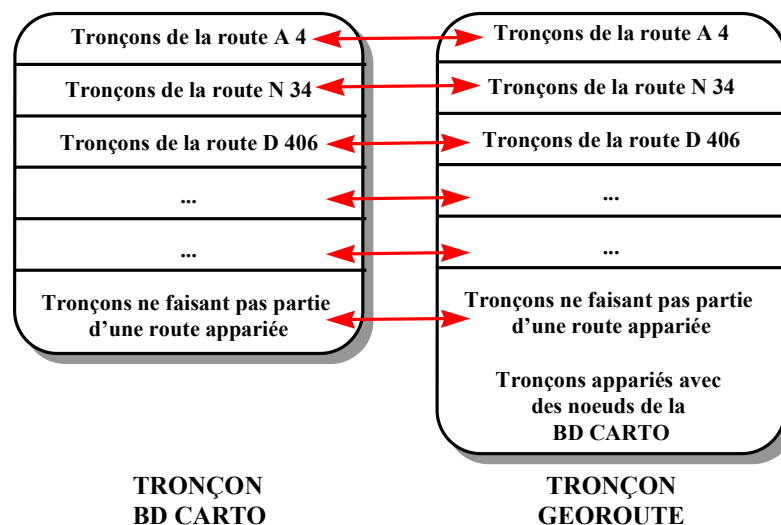 Tronçons de la route A 4
Tronçons de la route N 34
Tronçons de la route D 406
...
...
Tronçons ne faisant pas partie
d'une route appariée
TRONÇON
BD CARTO
Tronçons de la route A 4
Tronçons de la route N 34
Tronçons de la route D 406
...
...
Tronçons ne faisant pas partie
d'une route appariée
Tronçons appariés avec
des noeuds de la
BD CARTO
TRONÇON
GEOROUTE